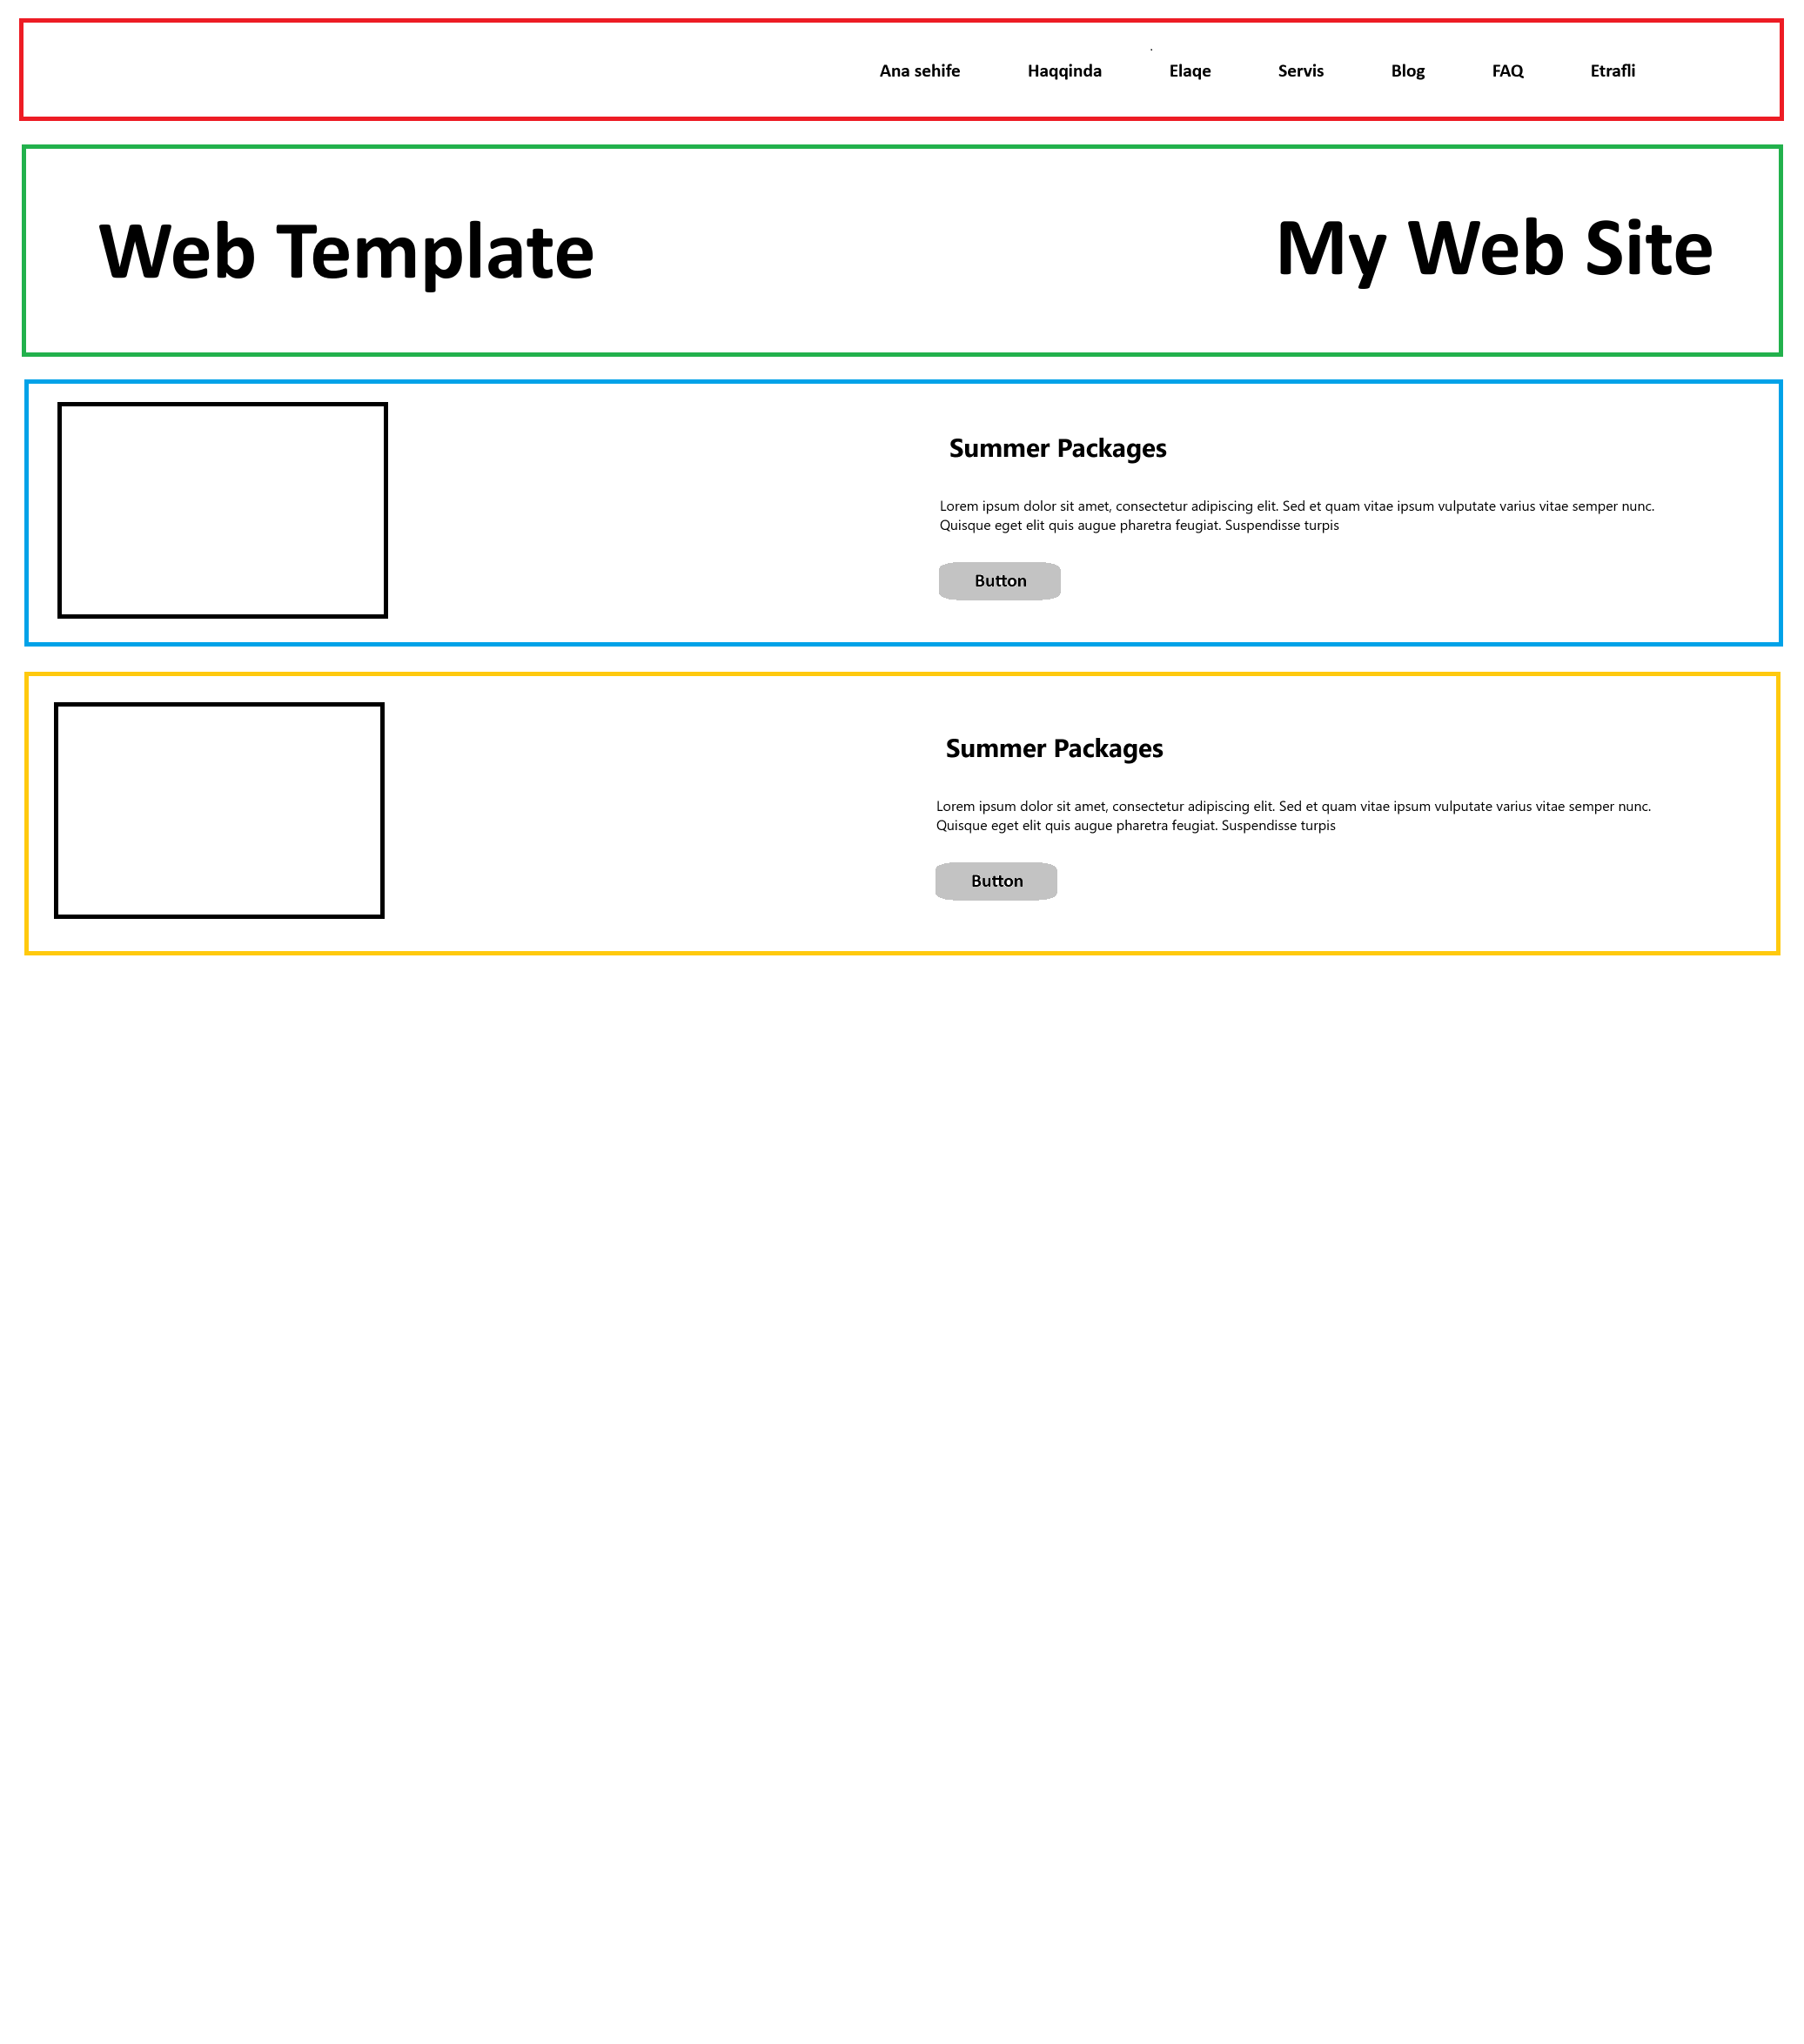 Ana sehife Haqqinda Elaqe Servis Blog FAQ Etrafli
Web Template My Web Site
Summer Packages
Lorem ipsum dolor sit amet, consectetur adipiscing elit. Sed et quam vitae ipsum vulputate varius vitae semper nunc.
Quisque eget elit quis augue pharetra feugiat. Suspendisse turpis
Button
Summer Packages
Lorem ipsum dolor sit amet, consectetur adipiscing elit. Sed et quam vitae ipsum vulputate varius vitae semper nunc.
Quisque eget elit quis augue pharetra feugiat. Suspendisse turpis
Button